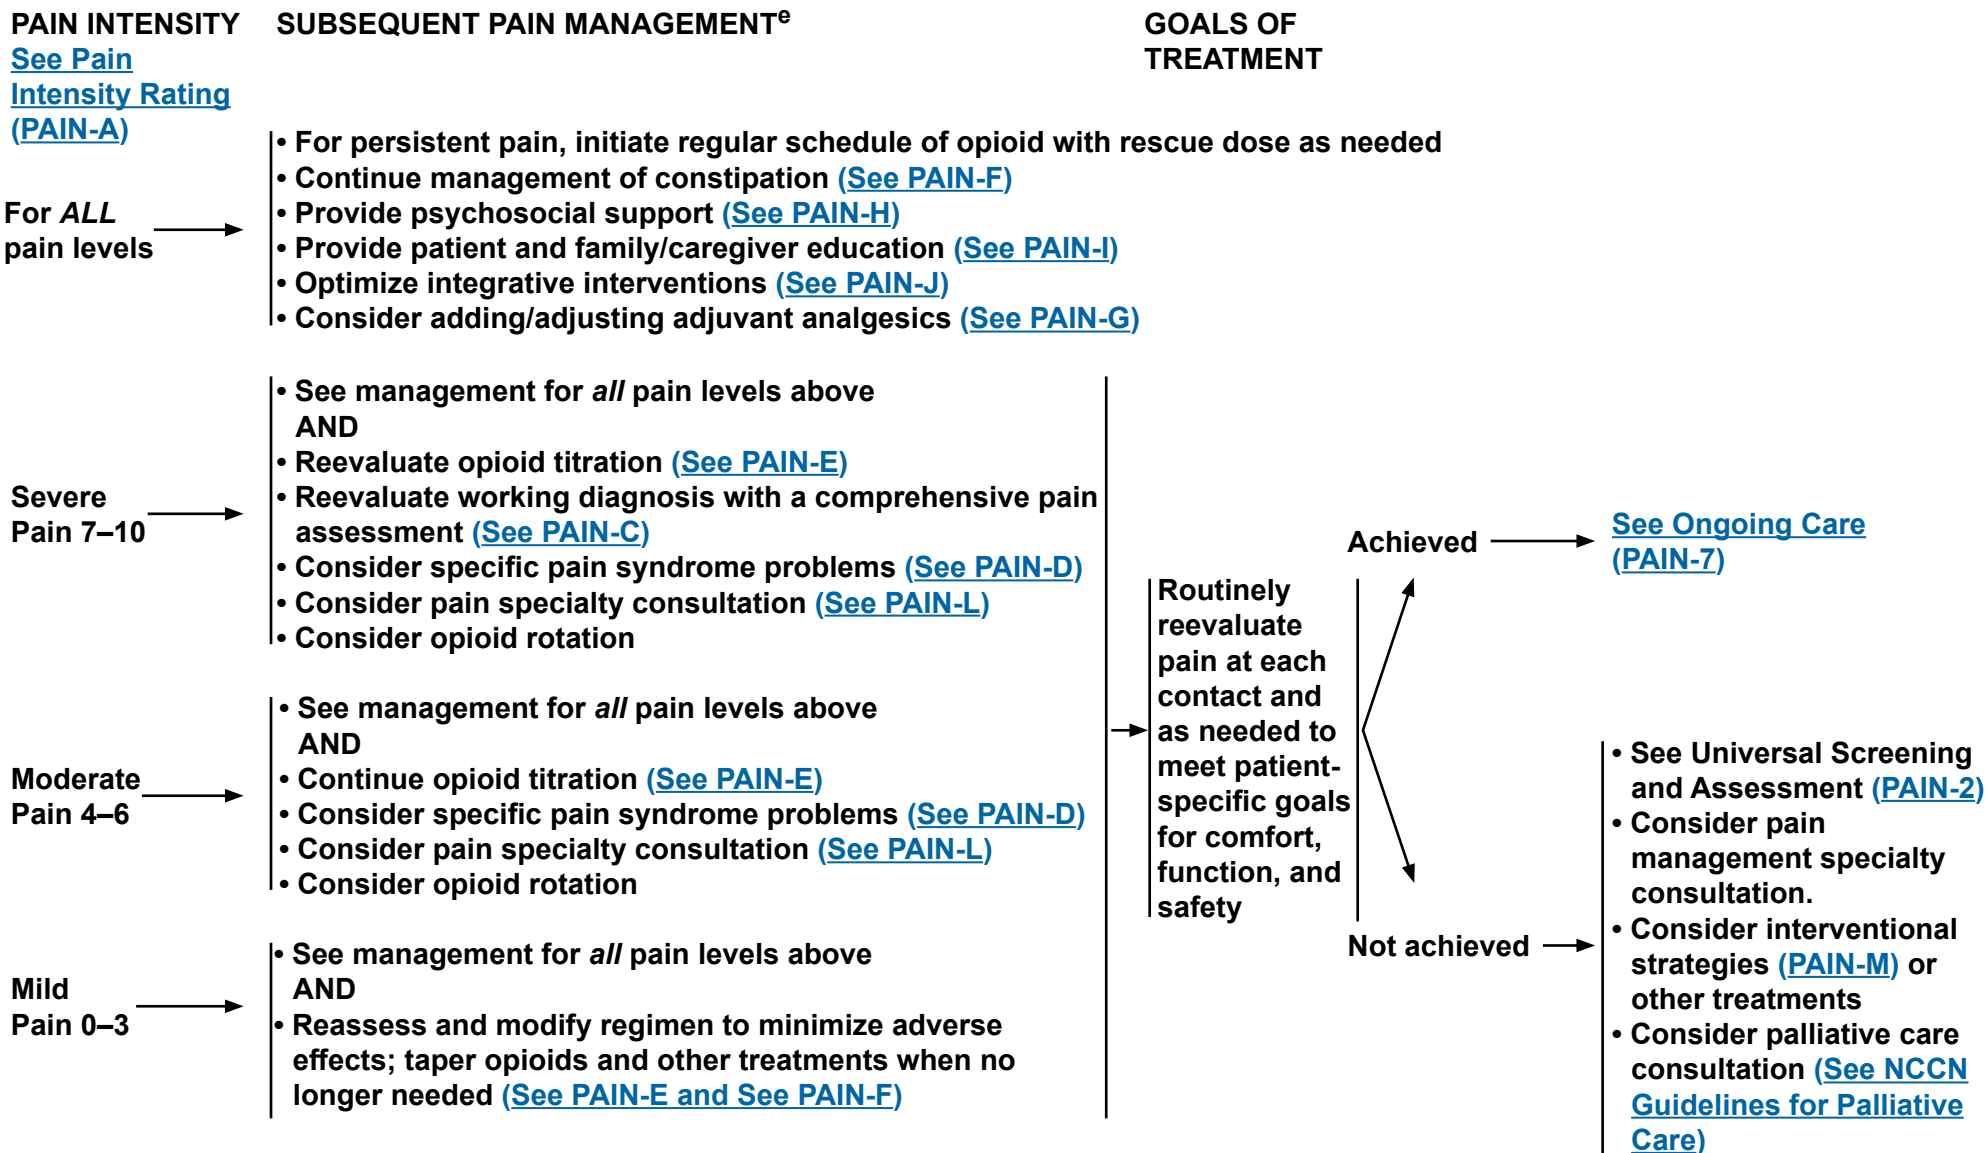 PAIN INTENSITY
See Pain
Intensity Rating
(PAIN-A)
SUBSEQUENT PAIN MANAGEMENTe
GOALS OF
TREATMENT
For ALL
pain levels
• For persistent pain, initiate regular schedule of opioid with rescue dose as needed
• Continue management of constipation (See PAIN-F)
• Provide psychosocial support (See PAIN-H)
• Provide patient and family/caregiver education (See PAIN-I)
• Optimize integrative interventions (See PAIN-J)
• Consider adding/adjusting adjuvant analgesics (See PAIN-G)
Severe
Pain 7–10
• See management for all pain levels above
AND
• Reevaluate opioid titration (See PAIN-E)
• Reevaluate working diagnosis with a comprehensive pain
assessment (See PAIN-C)
• Consider specific pain syndrome problems (See PAIN-D)
• Consider pain specialty consultation (See PAIN-L)
• Consider opioid rotation
Moderate
Pain 4–6
• See management for all pain levels above
AND
• Continue opioid titration (See PAIN-E)
• Consider specific pain syndrome problems (See PAIN-D)
• Consider pain specialty consultation (See PAIN-L)
• Consider opioid rotation
Mild
Pain 0–3
• See management for all pain levels above
AND
• Reassess and modify regimen to minimize adverse
effects; taper opioids and other treatments when no
longer needed (See PAIN-E and See PAIN-F)
Routinely
reevaluate
pain at each
contact and
as needed to
meet patient-
specific goals
for comfort,
function, and
safety
Achieved
See Ongoing Care
(PAIN-7)
Not achieved
• See Universal Screening
and Assessment (PAIN-2)
• Consider pain
management specialty
consultation.
• Consider interventional
strategies (PAIN-M) or
other treatments
• Consider palliative care
consultation (See NCCN
Guidelines for Palliative
Care)